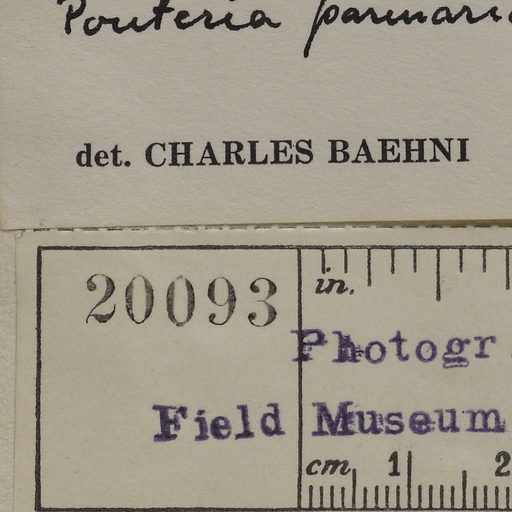 Pouteria
det. CHARLES BAEHNI
20093
in.
Photogr
Field Museum
cm 1 2